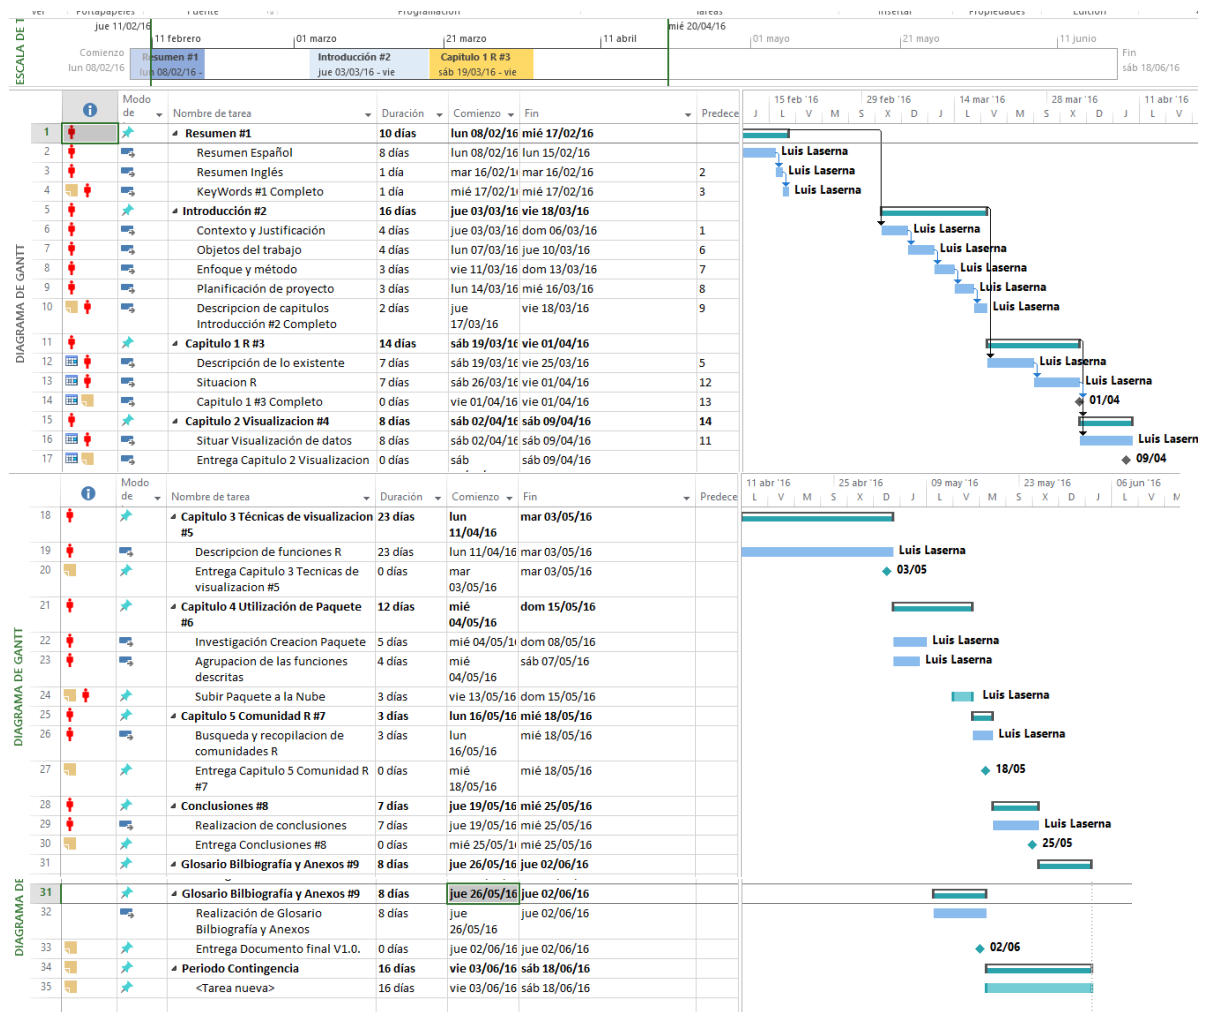 Ver Portapapeles Fuente Programación Tareas Insertar Propiedades Edición
ESCALA DE T
jue 11/02/16 mié 20/04/16
11 febrero 01 marzo 21 marzo 11 abril 01 mayo 21 mayo 11 junio
Comienzo
lun 08/02/16
Resumen #1
lun 08/02/16 -
Introducción #2
jue 03/03/16 - vie
Capitulo 1 R #3
sáb 19/03/16 - vie
Fin
sáb 18/06/16
DIAGRAMA DE GANTT
Modo
de Nombre de tarea Duración Comienzo Fin Predece
15 feb '16 29 feb '16 14 mar '16 28 mar '16 11 abr '16
J L V M S X D J L V M S X D J L V
1 Resumen #1 10 días lun 08/02/16 mié 17/02/16
2 Resumen Español 8 días lun 08/02/16 lun 15/02/16 Luis Laserna
3 Resumen Inglés 1 día mar 16/02/1 mar 16/02/16 2 Luis Laserna
4 KeyWords #1 Completo 1 día mié 17/02/1 mié 17/02/16 3 Luis Laserna
5 Introducción #2 16 días jue 03/03/16 vie 18/03/16
6 Contexto y Justificación 4 días jue 03/03/16 dom 06/03/16 1 Luis Laserna
7 Objetos del trabajo 4 días lun 07/03/16 jue 10/03/16 6 Luis Laserna
8 Enfoque y método 3 días vie 11/03/16 dom 13/03/16 7 Luis Laserna
9 Planificación de proyecto 3 días lun 14/03/16 mié 16/03/16 8 Luis Laserna
10 Descripcion de capitulos 2 días jue vie 18/03/16 9 Luis Laserna
Introducción #2 Completo 17/03/16
11 Capitulo 1 R #3 14 días sáb 19/03/16 vie 01/04/16
12 Descripción de lo existente 7 días sáb 19/03/16 vie 25/03/16 5 Luis Laserna
13 Situacion R 7 días sáb 26/03/16 vie 01/04/16 12 Luis Laserna
14 Capitulo 1 #3 Completo 0 días vie 01/04/16 vie 01/04/16 13 01/04
15 Capitulo 2 Visualizacion #4 8 días sáb 02/04/16 sáb 09/04/16 14
16 Situar Visualización de datos 8 días sáb 02/04/16 sáb 09/04/16 11 Luis Lasern
17 Entrega Capitulo 2 Visualizacion 0 días sáb sáb 09/04/16 09/04
DIAGRAMA DE GANTT
Modo
de Nombre de tarea Duración Comienzo Fin Predece
11 abr '16 25 abr '16 09 may '16 23 may '16 06 jun '16
L V M S X D J L V M S X D J L V M
18 Capitulo 3 Técnicas de visualizacion 23 días lun mar 03/05/16
#5 11/04/16
19 Descripcion de funciones R 23 días lun 11/04/16 mar 03/05/16 Luis Laserna
20 Entrega Capitulo 3 Tecnicas de 0 días mar mar 03/05/16 03/05
visualizacion #5 03/05/16
21 Capitulo 4 Utilización de Paquete 12 días mié dom 15/05/16
#6 04/05/16
22 Investigación Creacion Paquete 5 días mié 04/05/1 dom 08/05/16 Luis Laserna
23 Agrupacion de las funciones 4 días mié sáb 07/05/16 Luis Laserna
descritas 04/05/16
24 Subir Paquete a la Nube 3 días vie 13/05/16 dom 15/05/16 Luis Laserna
25 Capitulo 5 Comunidad R #7 3 días lun 16/05/16 mié 18/05/16
26 Busqueda y recopilacion de 3 días lun mié 18/05/16 Luis Laserna
comunidades R 16/05/16
27 Entrega Capitulo 5 Comunidad R 0 días mié mié 18/05/16 18/05
#7 18/05/16
28 Conclusiones #8 7 días jue 19/05/16 mié 25/05/16
29 Realizacion de conclusiones 7 días jue 19/05/16 mié 25/05/16 Luis Laserna
30 Entrega Conclusiones #8 0 días mié 25/05/1 mié 25/05/16 25/05
31 Glosario Bilbiografía y Anexos #9 8 días jue 26/05/16 jue 02/06/16
DIAGRAMA DE
31 Glosario Bilbiografía y Anexos #9 8 días jue 26/05/16 jue 02/06/16
32 Realización de Glosario 8 días jue jue 02/06/16
Bilbiografía y Anexos 26/05/16
33 Entrega Documento final V1.0. 0 días jue 02/06/16 jue 02/06/16 02/06
34 Periodo Contingencia 16 días vie 03/06/16 sáb 18/06/16
35 <Tarea nueva> 16 días vie 03/06/16 sáb 18/06/16